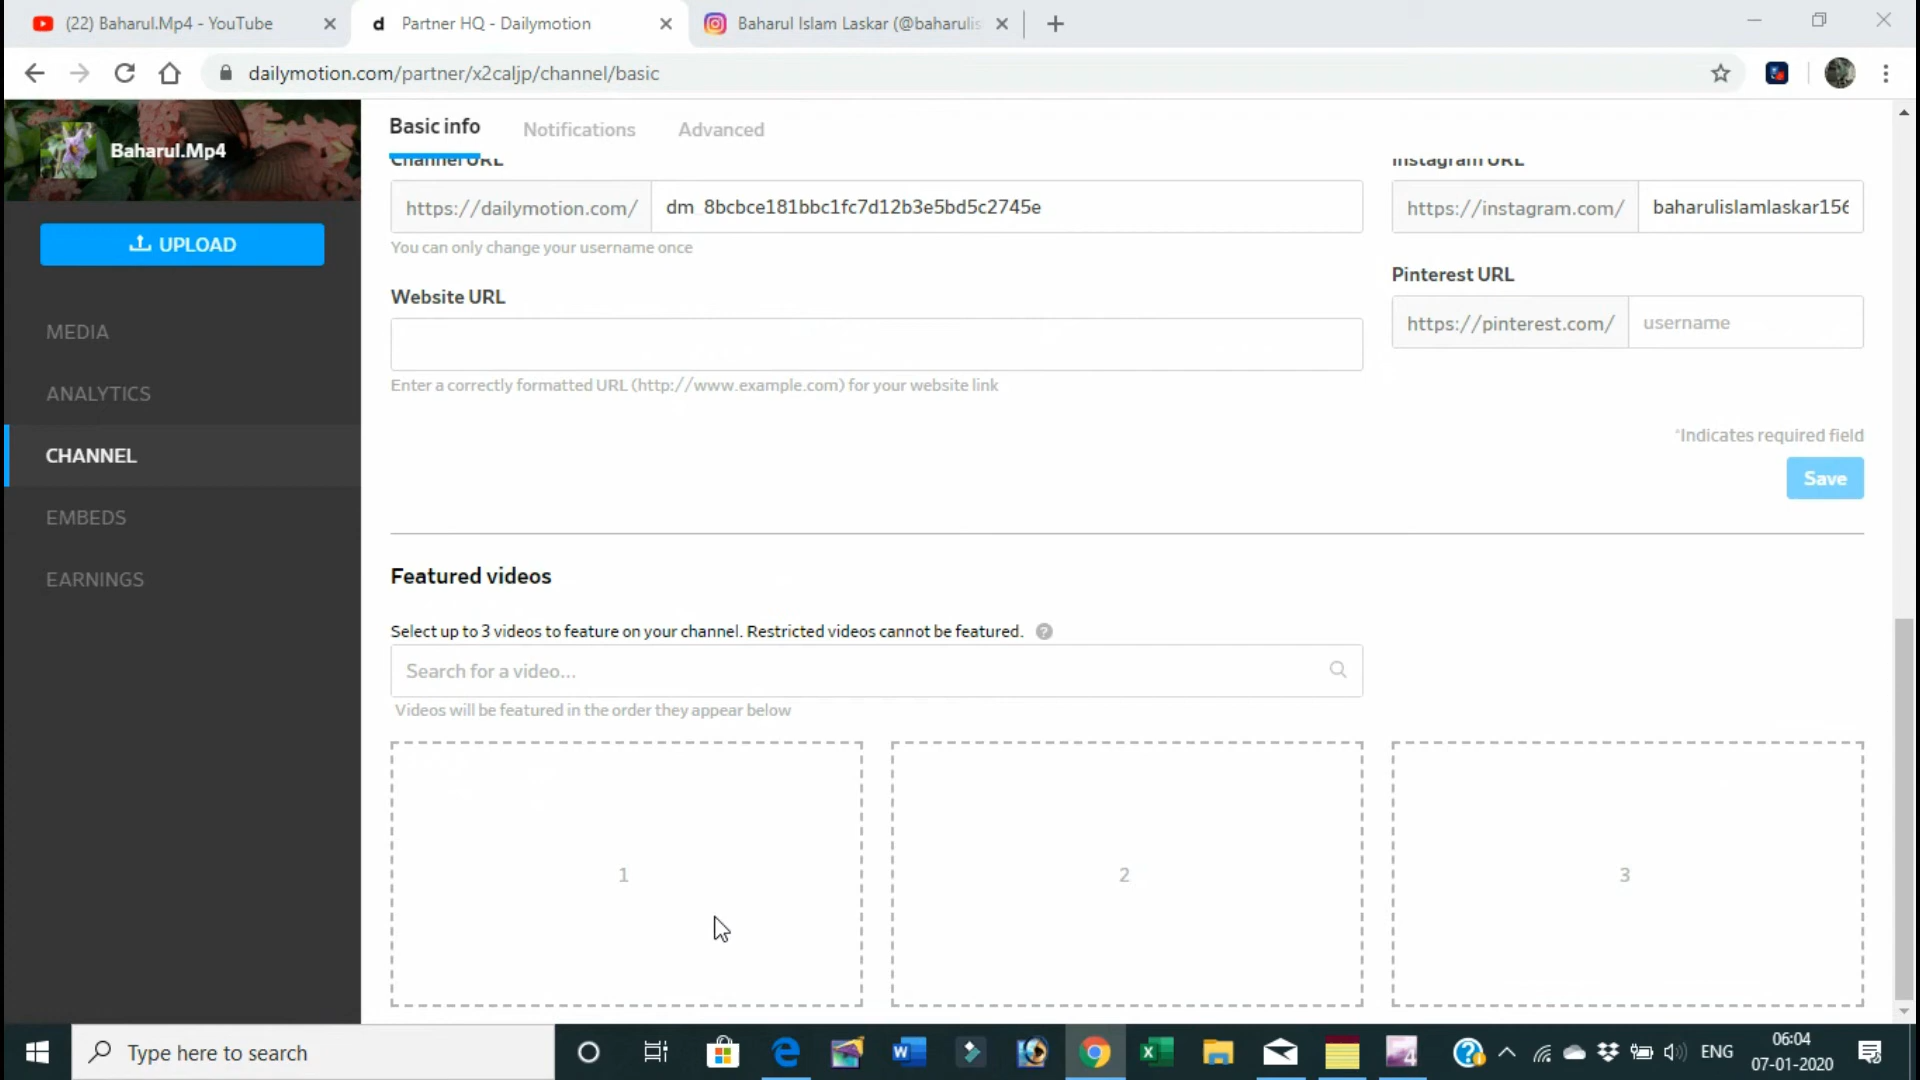 (22) Baharul.Mp4 - YouTube
Partner HQ - Dailymotion
Baharul Islam Laskar (@baharulis
dailymotion.com/partner/x2caljp/channel/basic
Baharul.Mp4
UPLOAD
MEDIA
ANALYTICS
CHANNEL
EMBEDS
EARNINGS
Basic info
Notifications
Advanced
Channel URL
https://dailymotion.com/
dm 8bcbce181bbc1fc7d12b3e5bd5c2745e
You can only change your username once
Website URL
Enter a correctly formatted URL (http://www.example.com) for your website link
Instagram URL
https://instagram.com/
baharulislamlaskar156
Pinterest URL
https://pinterest.com/
username
*Indicates required field
Save
Featured videos
Select up to 3 videos to feature on your channel. Restricted videos cannot be featured. ?
Search for a video...
Videos will be featured in the order they appear below
1
2
3
Type here to search
ENG
06:04
07-01-2020